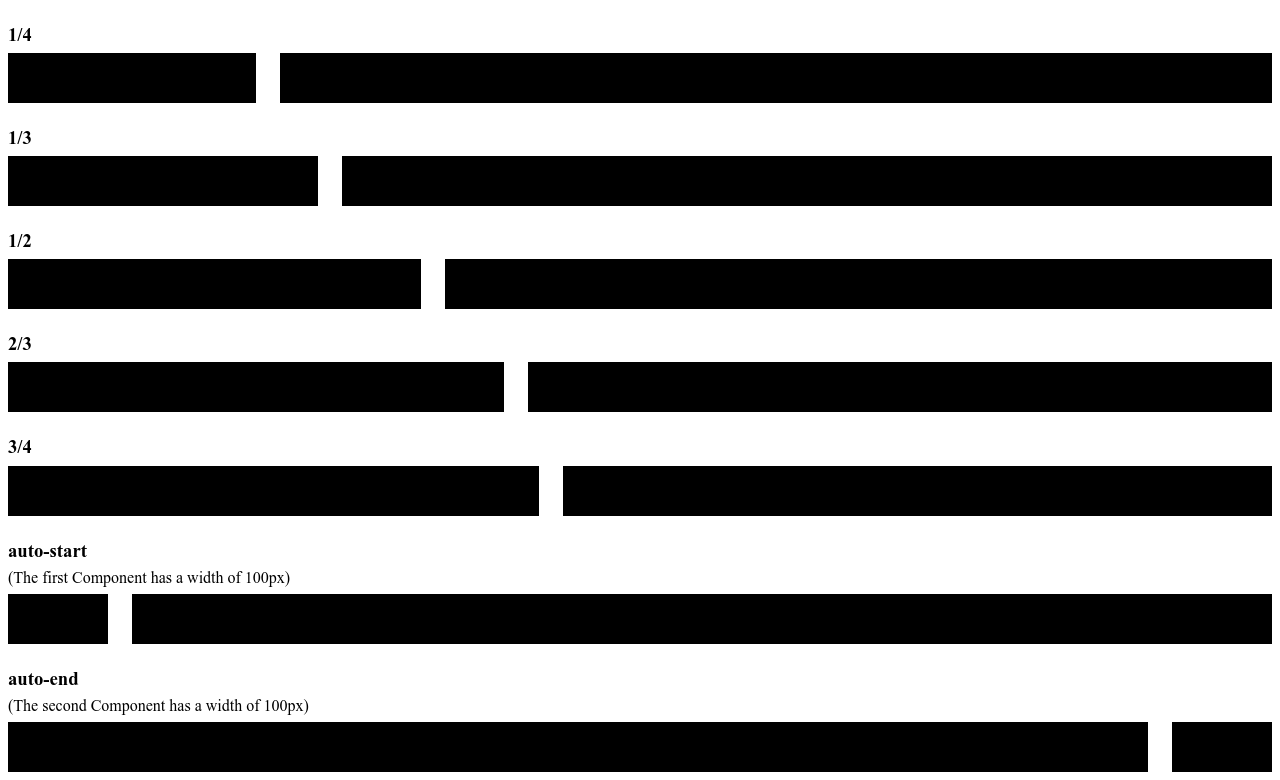 1/4
1/3
1/2
2/3
3/4
auto-start
(The first Component has a width of 100px)
auto-end
(The second Component has a width of 100px)